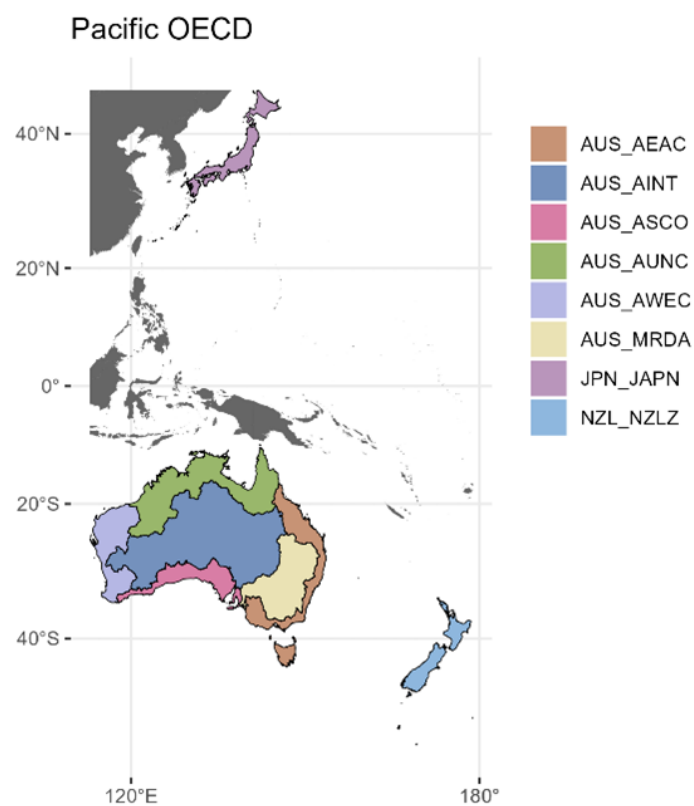 Pacific OECD
40°N
20°N
0°
20°S
40°S
120°E
180°
AUS_AEAC
AUS_AINT
AUS_ASCO
AUS_AUNC
AUS_AWEC
AUS_MRDA
JPN_JAPN
NZL_NZLZ